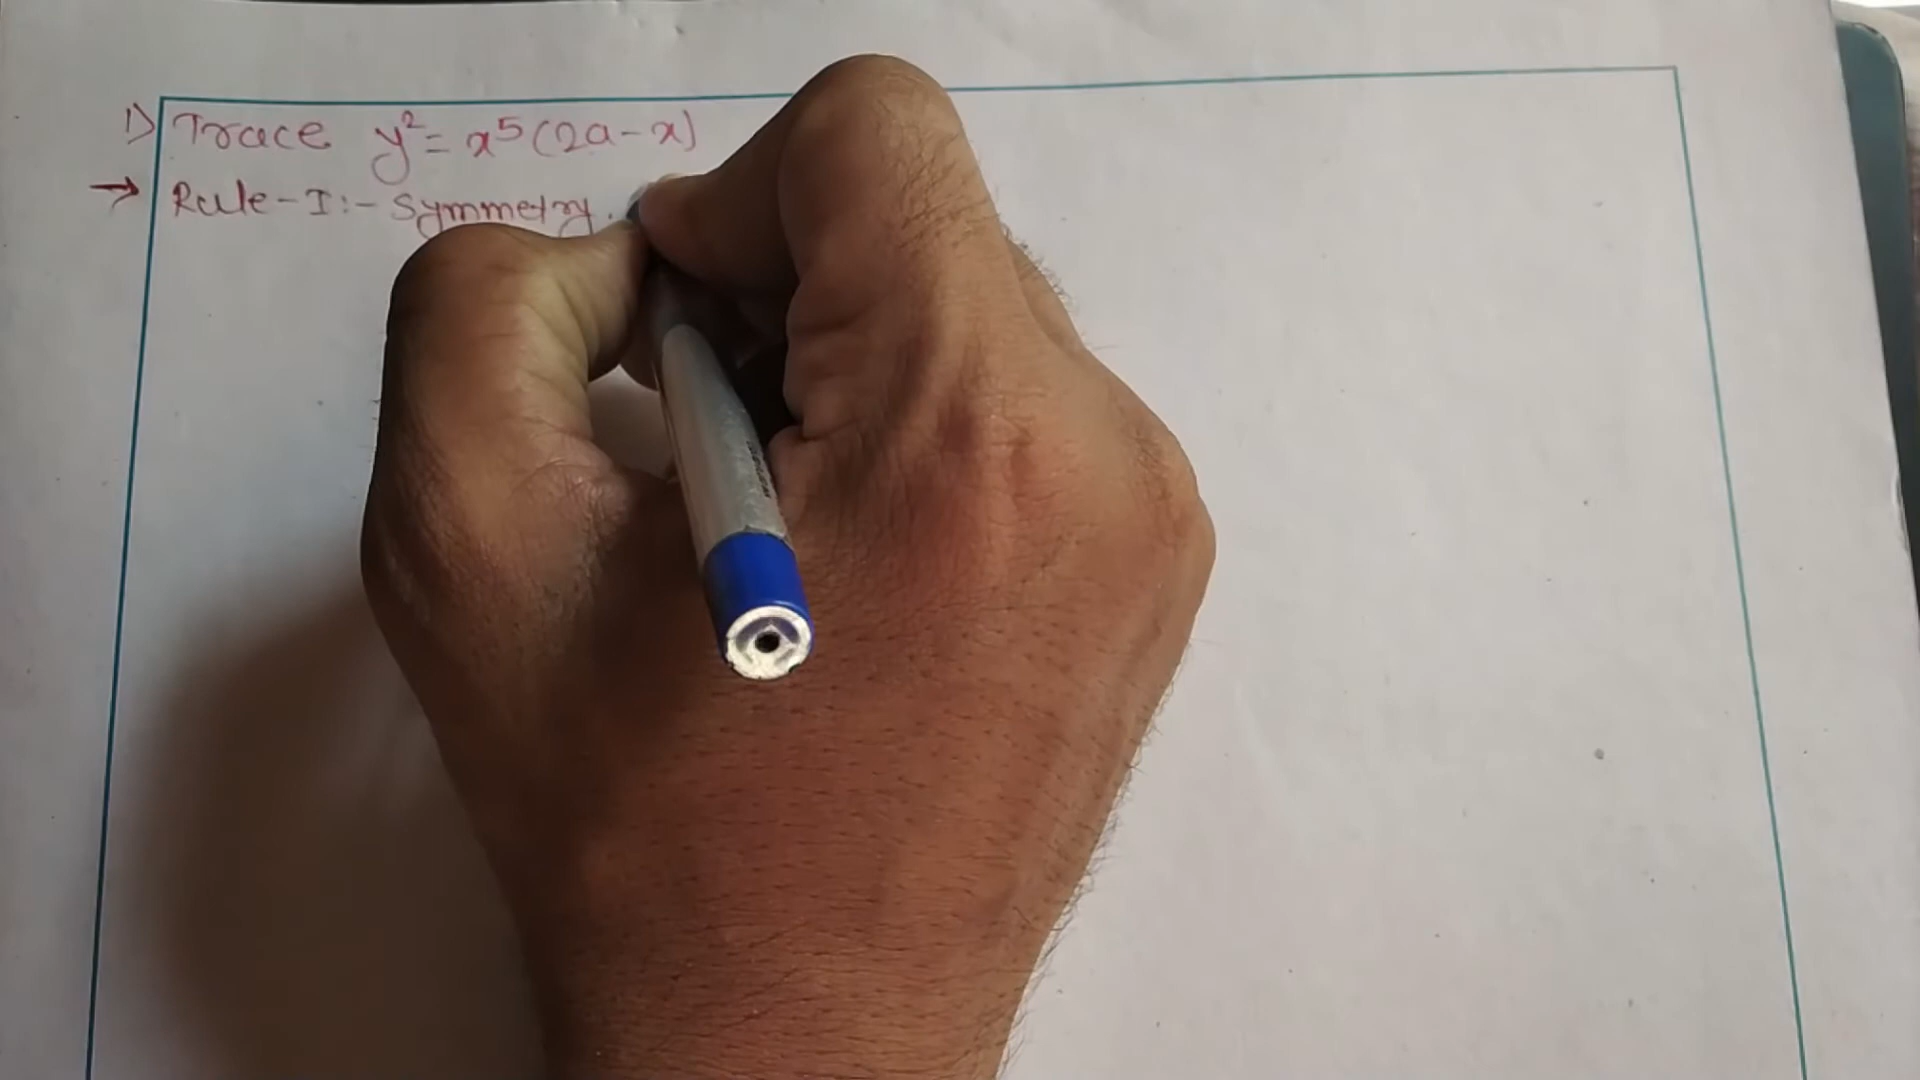 1) Trace y² = x⁵(2a-x)
→ Rule-I:- Symmetry.